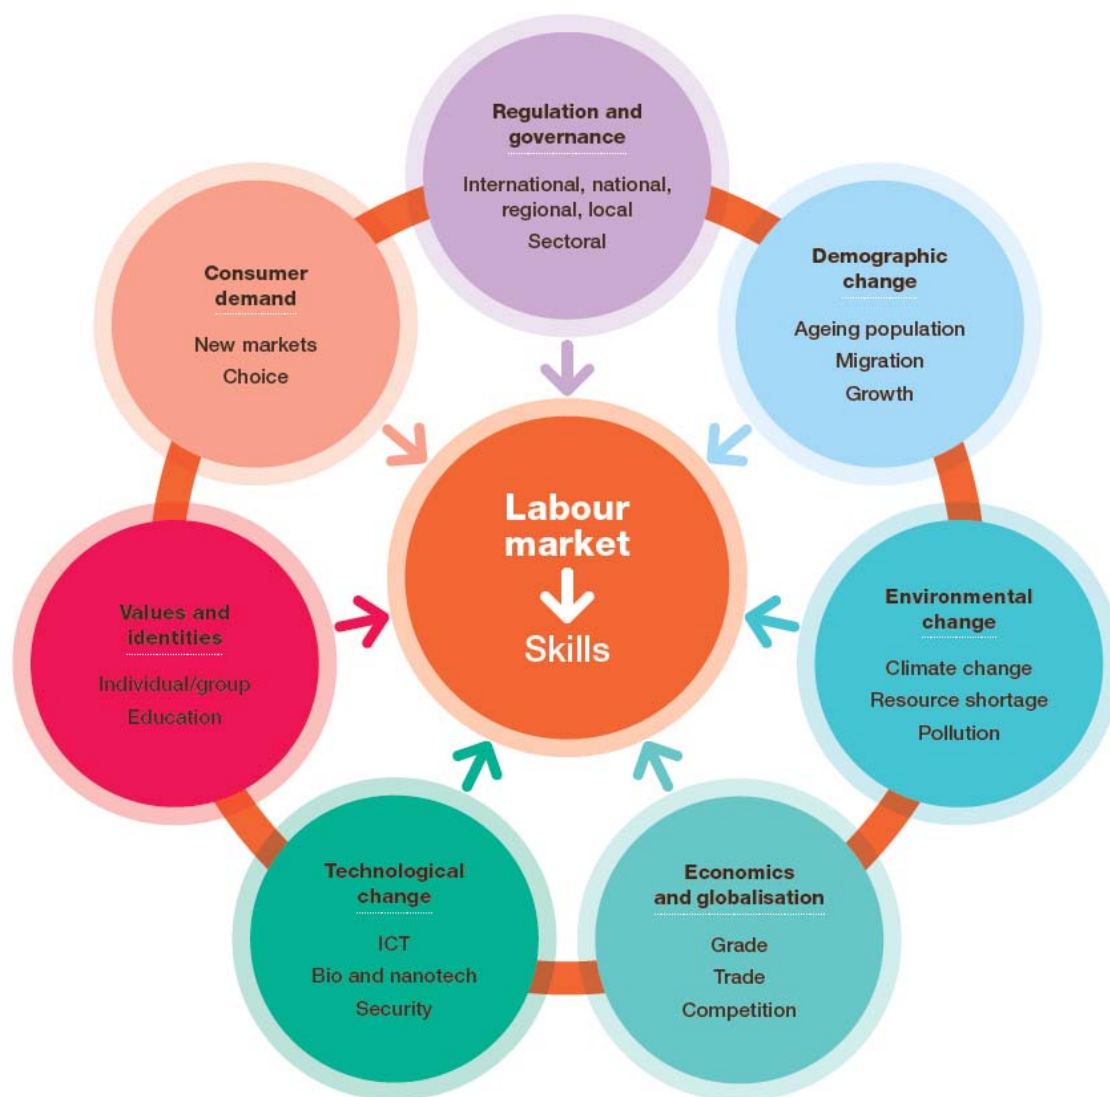 Regulation and
governance
International, national,
regional, local
Sectoral
Demographic
change
Ageing population
Migration
Growth
Environmental
change
Climate change
Resource shortage
Pollution
Economics
and globalisation
Grade
Trade
Competition
Technological
change
ICT
Bio and nanotech
Security
Values and
identities
Individual/group
Education
Consumer
demand
New markets
Choice
Labour
market
Skills